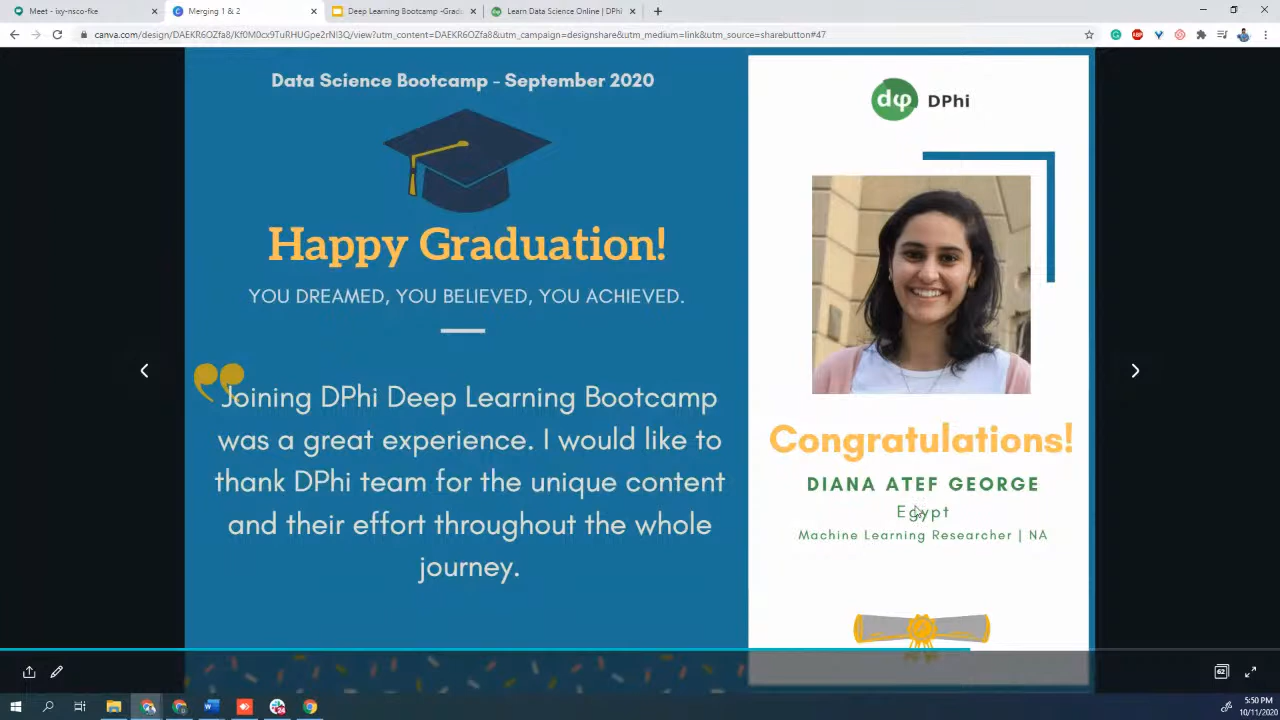 Meet - ixy-nsco-fke
Merging 1 & 2
Deep Learning Bootcamp -Grad
Learn Data Science Online | DPhi
canva.com/design/DAEKR6OZfa8/Kf0M0cx9TuRHUGpe2rNI3Q/view?utm_content=DAEKR6OZfa8&utm_campaign=designshare&utm_medium=link&utm_source=sharebutton#47
Data Science Bootcamp - September 2020
Happy Graduation!
YOU DREAMED, YOU BELIEVED, YOU ACHIEVED.
Joining DPhi Deep Learning Bootcamp
was a great experience. I would like to
thank DPhi team for the unique content
and their effort throughout the whole
journey.
dφ DPhi
Congratulations!
DIANA ATEF GEORGE
Egypt
Machine Learning Researcher | NA
62
5:50 PM
10/11/2020